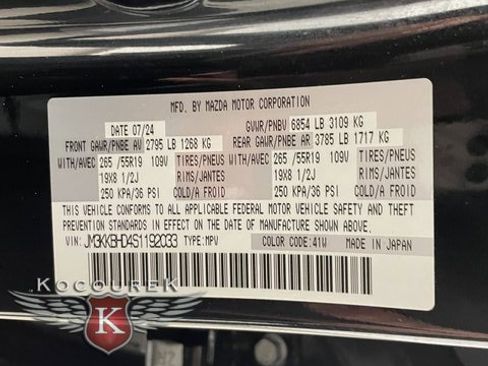 MFD. BY MAZDA MOTOR CORPORATION
DATE 07/24 GVWR/PNBV 6854 LB 3109 KG
FRONT GAWR/PNBE AV 2795 LB 1268 KG REAR GAWR/PNBE AR 3785 LB 1717 KG
WITH/AVEC 265 /55R19 109V TIRES/PNEUS WITH/AVEC 265 /55R19 109V TIRES/PNEUS
19X8 1/2J RIMS/JANTES 19X8 1/2J RIMS/JANTES
250 KPA/36 PSI COLD/A FROID 250 KPA/36 PSI COLD/A FROID
THIS VEHICLE CONFORMS TO ALL APPLICABLE FEDERAL MOTOR VEHICLE SAFETY AND THEFT
PREVENTION STANDARDS IN EFFECT ON THE DATE OF MANUFACTURE SHOWN ABOVE.
VIN: JM3KKBHD4S1192033 TYPE: MPV COLOR CODE: 41W MADE IN JAPAN
KOCOUREK
K